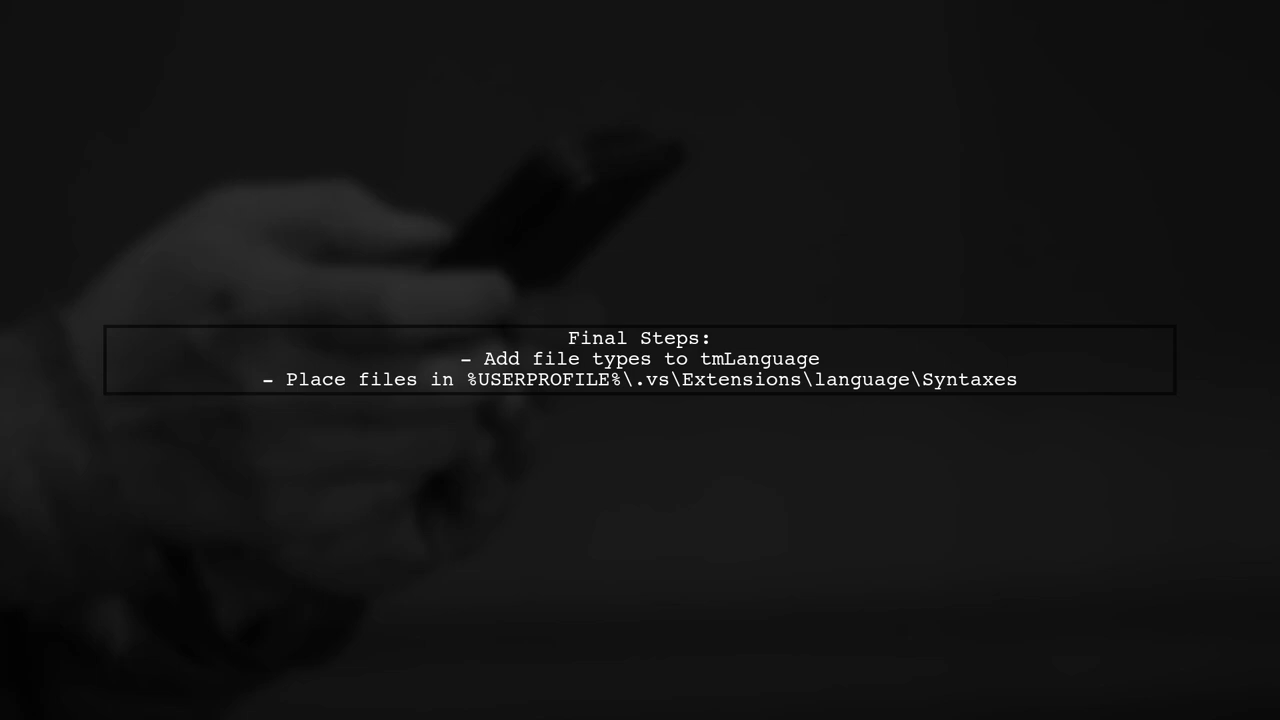 Final Steps:
- Add file types to tmLanguage
- Place files in %USERPROFILE%\.vs\Extensions\language\Syntaxes